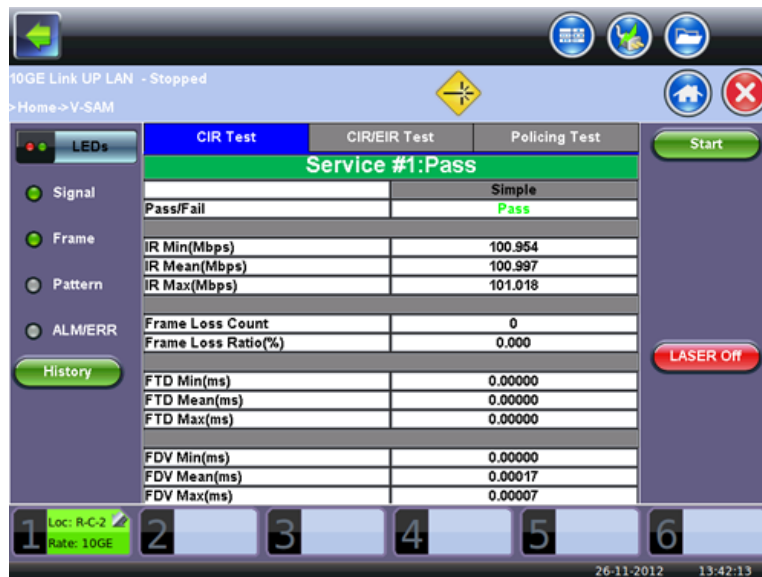 10GE Link UP LAN - Stopped
>Home->V-SAM
LEDs
Signal
Frame
Pattern
ALM/ERR
History
CIR Test CIR/EIR Test Policing Test
Service #1:Pass
Simple
Pass/Fail Pass
IR Min(Mbps) 100.954
IR Mean(Mbps) 100.997
IR Max(Mbps) 101.018
Frame Loss Count 0
Frame Loss Ratio(%) 0.000
FTD Min(ms) 0.00000
FTD Mean(ms) 0.00000
FTD Max(ms) 0.00000
FDV Min(ms) 0.00000
FDV Mean(ms) 0.00017
FDV Max(ms) 0.00007
Start
LASER Off
1 Loc: R-C-2
Rate: 10GE
2 3 4 5 6
26-11-2012 13:42:13